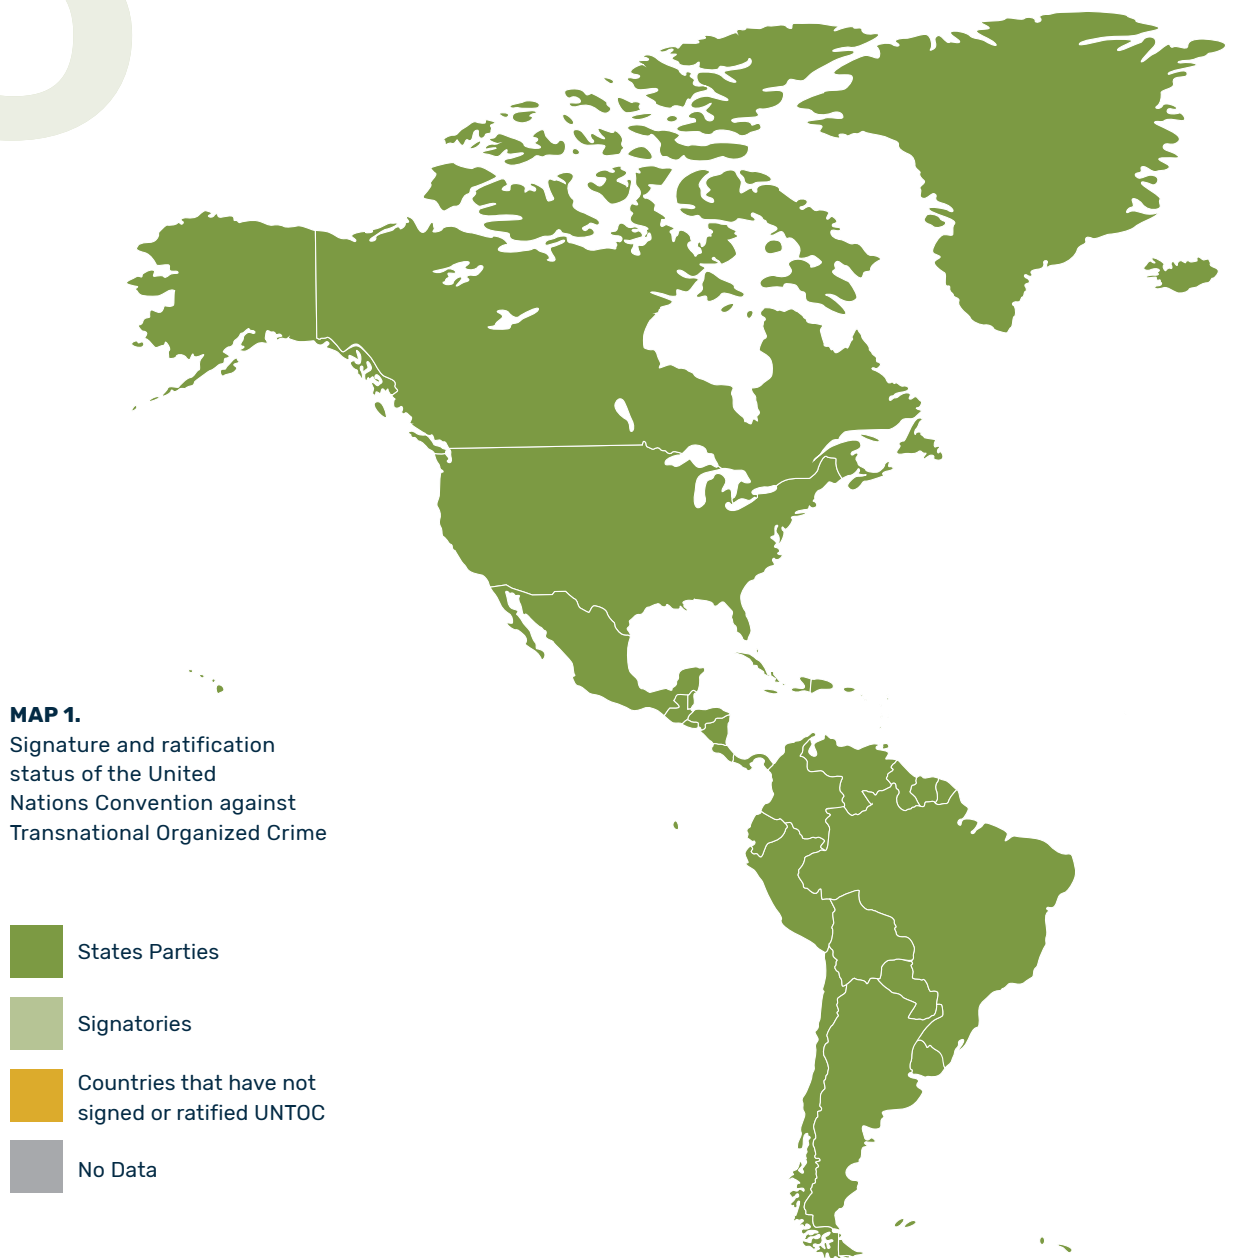 MAP 1.
Signature and ratification
status of the United
Nations Convention against
Transnational Organized Crime
States Parties
Signatories
Countries that have not
signed or ratified UNTOC
No Data